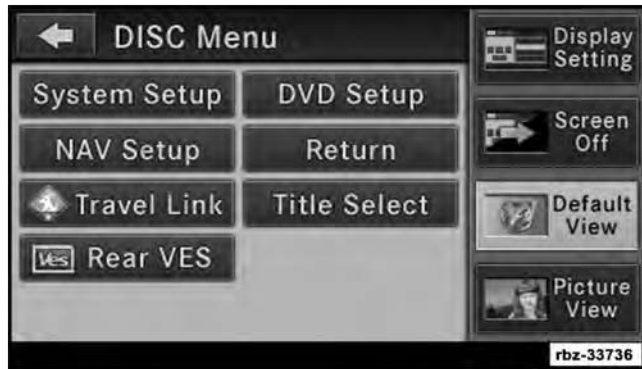 DISC Menu
System Setup
DVD Setup
NAV Setup
Return
Travel Link
Title Select
Ves Rear VES
Display
Setting
Screen
Off
Default
View
Picture
View
rbz-33736